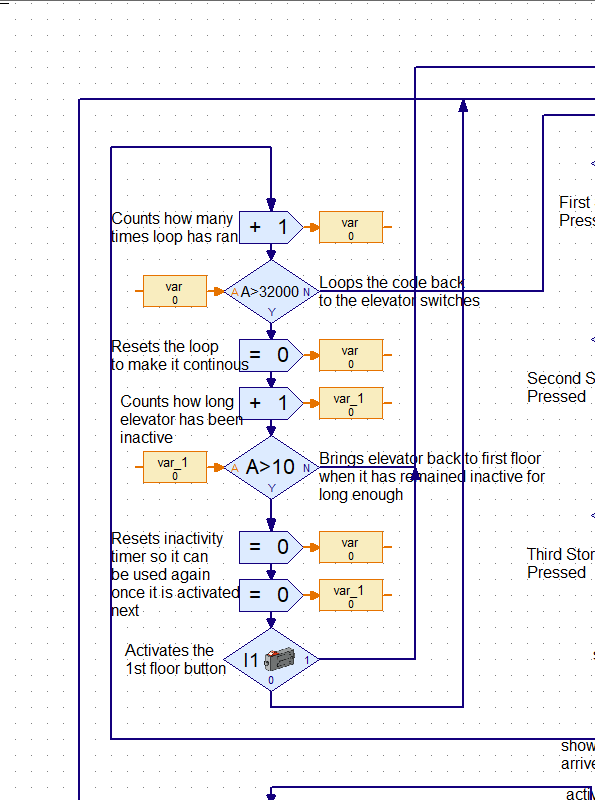 Counts how many
times loop has ran
+ 1
var
0
First
Press
var
0
A A>32000 N
Y
Loops the code back
to the elevator switches
Resets the loop
to make it continous
= 0
var
0
Second S
Pressed
Counts how long
elevator has been
inactive
+ 1
var_1
0
var_1
0
A A>10 N
Y
Brings elevator back to first floor
when it has remained inactive for
long enough
Resets inactivity
timer so it can
be used again
once it is activated
next
= 0
var
0
= 0
var_1
0
Third Stor
Pressed
Activates the
1st floor button
I1 1
0
show
arrive
activ